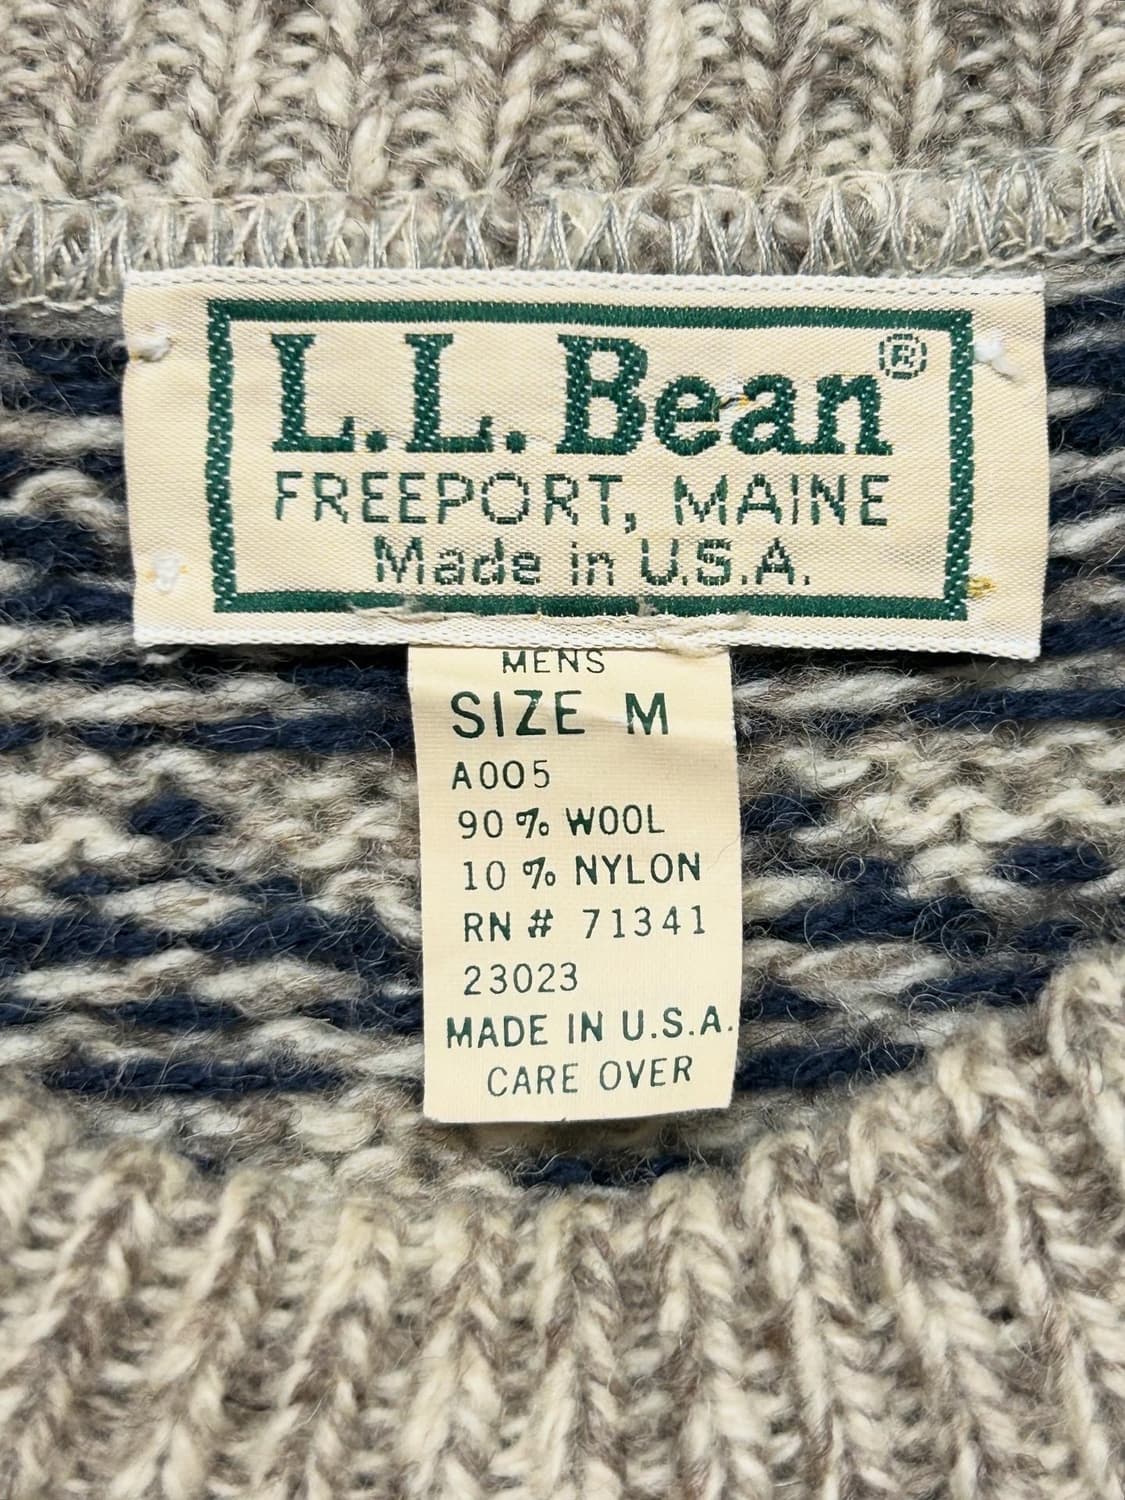 L.L.Bean®
FREEPORT, MAINE
Made in U.S.A.
MENS
SIZE M
A005
90 % WOOL
10 % NYLON
RN # 71341
23023
MADE IN U.S.A.
CARE OVER